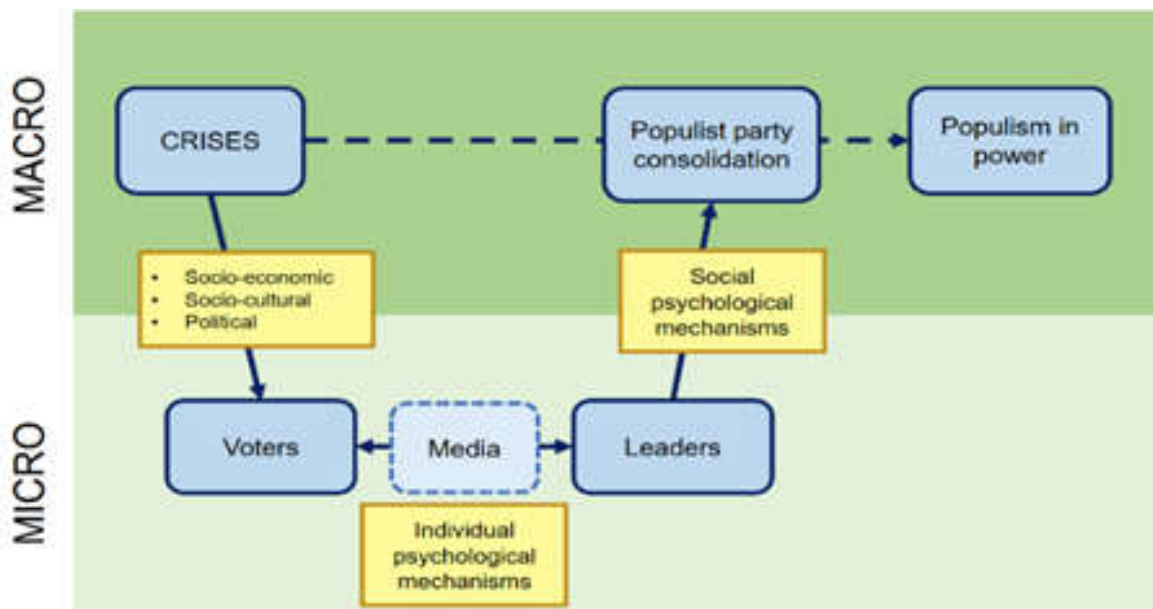 MACRO
CRISES
Populist party
consolidation
Populism in
power
• Socio-economic
• Socio-cultural
• Political
Social
psychological
mechanisms
MICRO
Voters
Media
Leaders
Individual
psychological
mechanisms